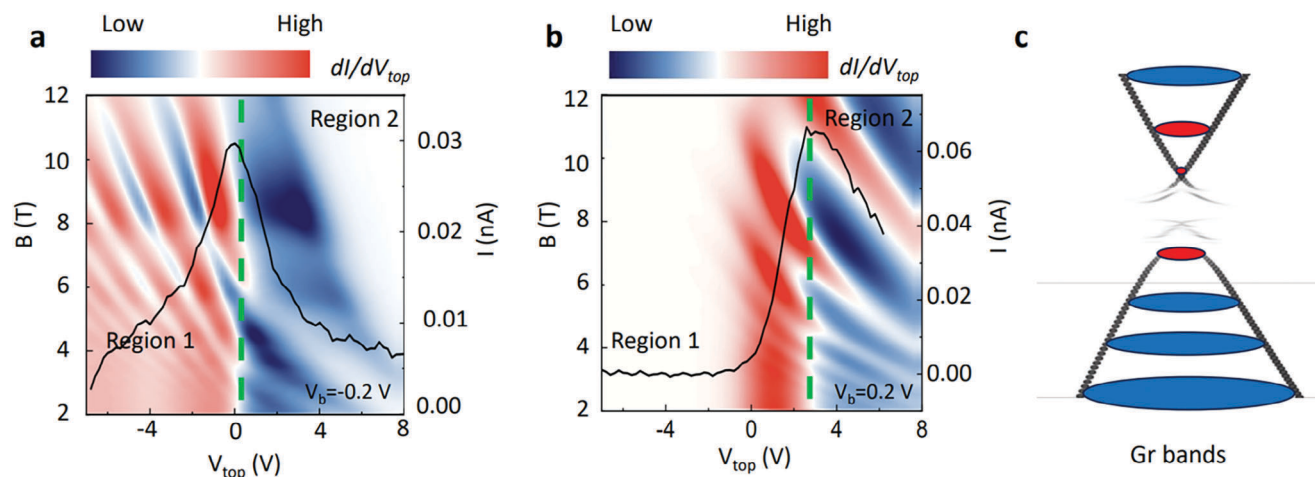 a
Low High
dI/dV_top
12
10
8
6
4
2
B (T)
Region 2
Region 1
V_b=-0.2 V
0.03
0.02
0.01
0.00
I (nA)
-4 0 4 8
V_top (V)
b
Low High
dI/dV_top
12
10
8
6
4
2
B (T)
Region 2
Region 1
V_b=0.2 V
0.06
0.04
0.02
0.00
I (nA)
-4 0 4 8
V_top (V)
c
Gr bands